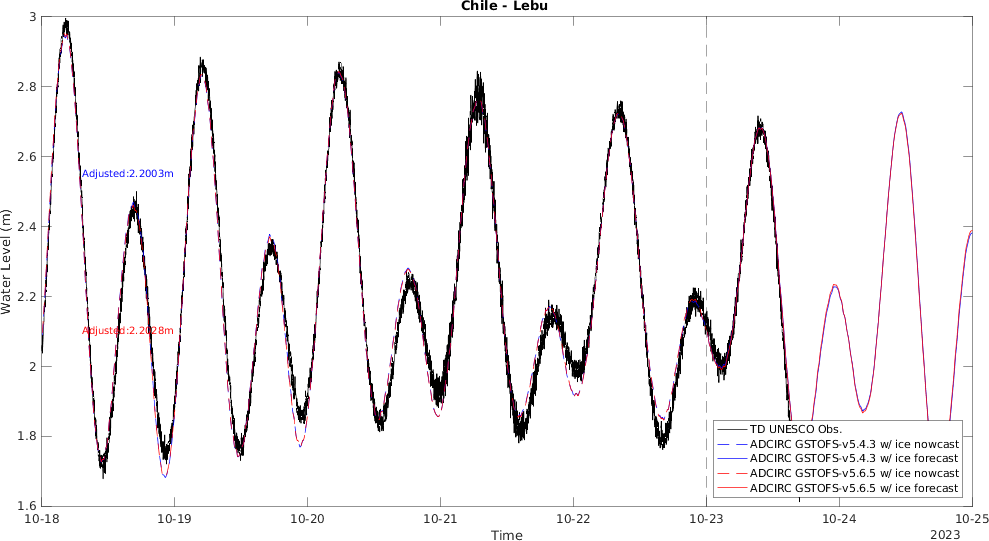 Chile - Lebu
3
2.8
2.6
2.4
2.2
2
1.8
1.6
Water Level (m)
Adjusted:2.2003m
Adjusted:2.2028m
TD UNESCO Obs.
ADCIRC GSTOFS-v5.4.3 w/ ice nowcast
ADCIRC GSTOFS-v5.4.3 w/ ice forecast
ADCIRC GSTOFS-v5.6.5 w/ ice nowcast
ADCIRC GSTOFS-v5.6.5 w/ ice forecast
10-18 10-19 10-20 10-21 10-22 10-23 10-24 10-25
Time
2023